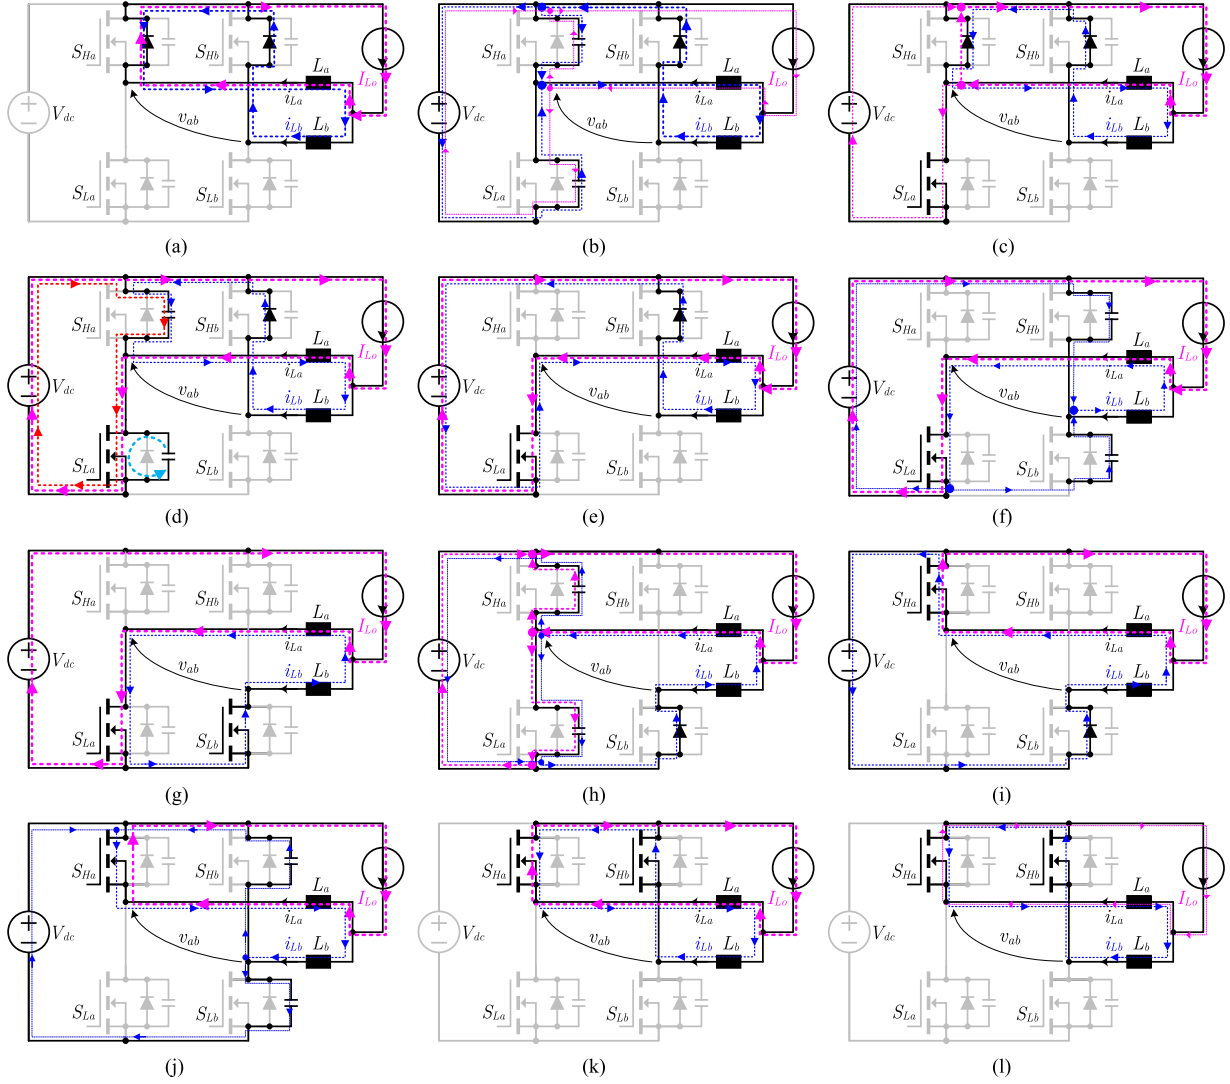 S_Ha
S_Hb
L_a
I_Lo
i_La
V_dc
v_ab
i_Lb
L_b
S_La
S_Lb
(a)
S_Ha
S_Hb
L_a
I_Lo
i_La
V_dc
v_ab
i_Lb
L_b
S_La
S_Lb
(b)
S_Ha
S_Hb
L_a
I_Lo
i_La
V_dc
v_ab
i_Lb
L_b
S_La
S_Lb
(c)
S_Ha
S_Hb
L_a
I_Lo
i_La
V_dc
v_ab
i_Lb
L_b
S_La
S_Lb
(d)
S_Ha
S_Hb
L_a
I_Lo
i_La
V_dc
v_ab
i_Lb
L_b
S_La
S_Lb
(e)
S_Ha
S_Hb
L_a
I_Lo
i_La
V_dc
v_ab
i_Lb
L_b
S_La
S_Lb
(f)
S_Ha
S_Hb
L_a
I_Lo
i_La
V_dc
v_ab
i_Lb
L_b
S_La
S_Lb
(g)
S_Ha
S_Hb
L_a
I_Lo
i_La
V_dc
v_ab
i_Lb
L_b
S_La
S_Lb
(h)
S_Ha
S_Hb
L_a
I_Lo
i_La
V_dc
v_ab
i_Lb
L_b
S_La
S_Lb
(i)
S_Ha
S_Hb
L_a
I_Lo
i_La
V_dc
v_ab
i_Lb
L_b
S_La
S_Lb
(j)
S_Ha
S_Hb
L_a
I_Lo
i_La
V_dc
v_ab
i_Lb
L_b
S_La
S_Lb
(k)
S_Ha
S_Hb
L_a
I_Lo
i_La
V_dc
v_ab
i_Lb
L_b
S_La
S_Lb
(l)